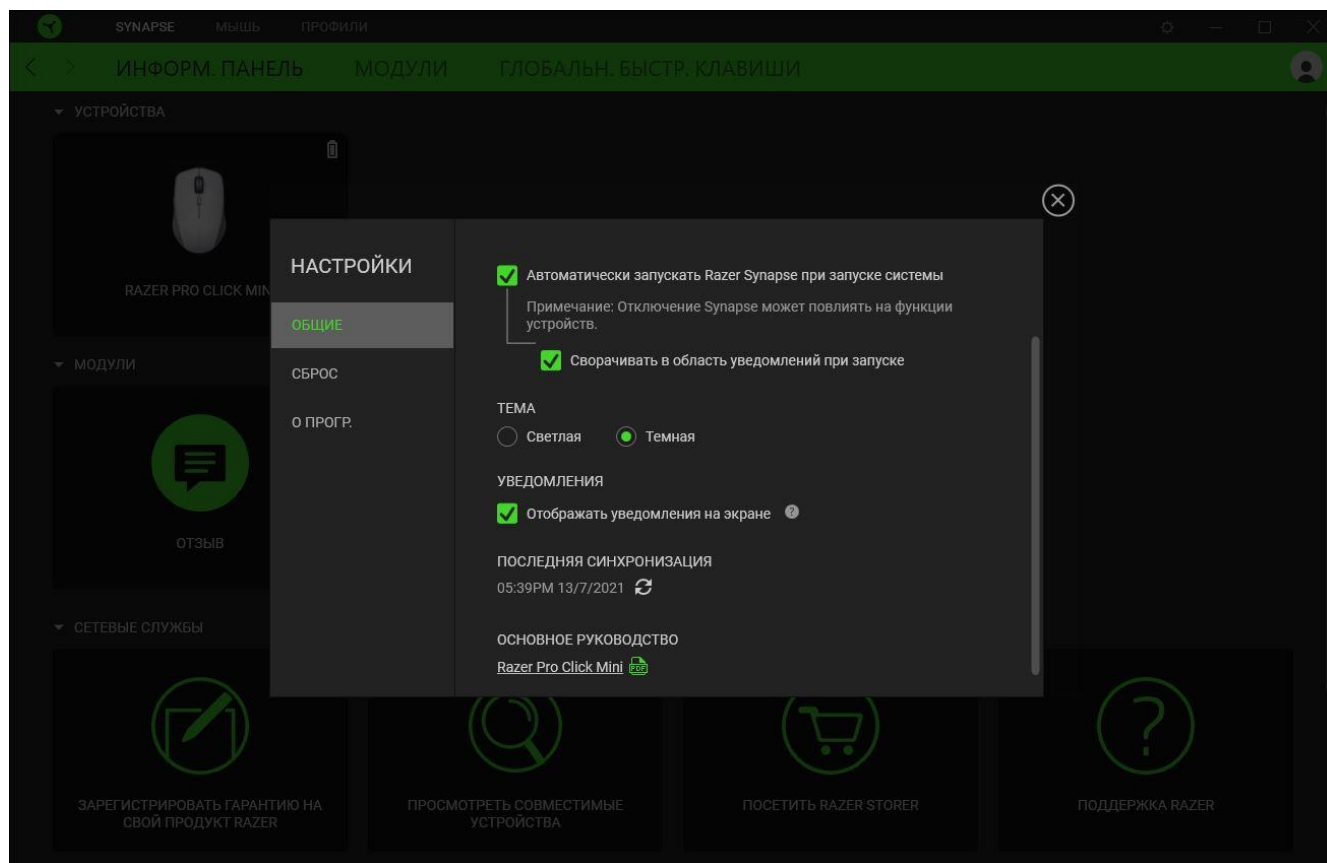 SYNAPSE МЫШЬ ПРОФИЛИ
ИНФОРМ. ПАНЕЛЬ МОДУЛИ ГЛОБАЛЬН. БЫСТР. КЛАВИШИ
УСТРОЙСТВА
RAZER PRO CLICK MIN
МОДУЛИ
ОТЗЫВ
СЕТЕВЫЕ СЛУЖБЫ
ЗАРЕГИСТРИРОВАТЬ ГАРАНТИЮ НА
СВОЙ ПРОДУКТ RAZER
ПРОСМОТРЕТЬ СОВМЕСТИМЫЕ
УСТРОЙСТВА
ПОСЕТИТЬ RAZER STORER
ПОДДЕРЖКА RAZER
НАСТРОЙКИ
ОБЩИЕ
СБРОС
О ПРОГР.
Автоматически запускать Razer Synapse при запуске системы
Примечание: Отключение Synapse может повлиять на функции
устройств.
Сворачивать в область уведомлений при запуске
ТЕМА
Светлая Темная
УВЕДОМЛЕНИЯ
Отображать уведомления на экране ?
ПОСЛЕДНЯЯ СИНХРОНИЗАЦИЯ
05:39PM 13/7/2021
ОСНОВНОЕ РУКОВОДСТВО
Razer Pro Click Mini PDF